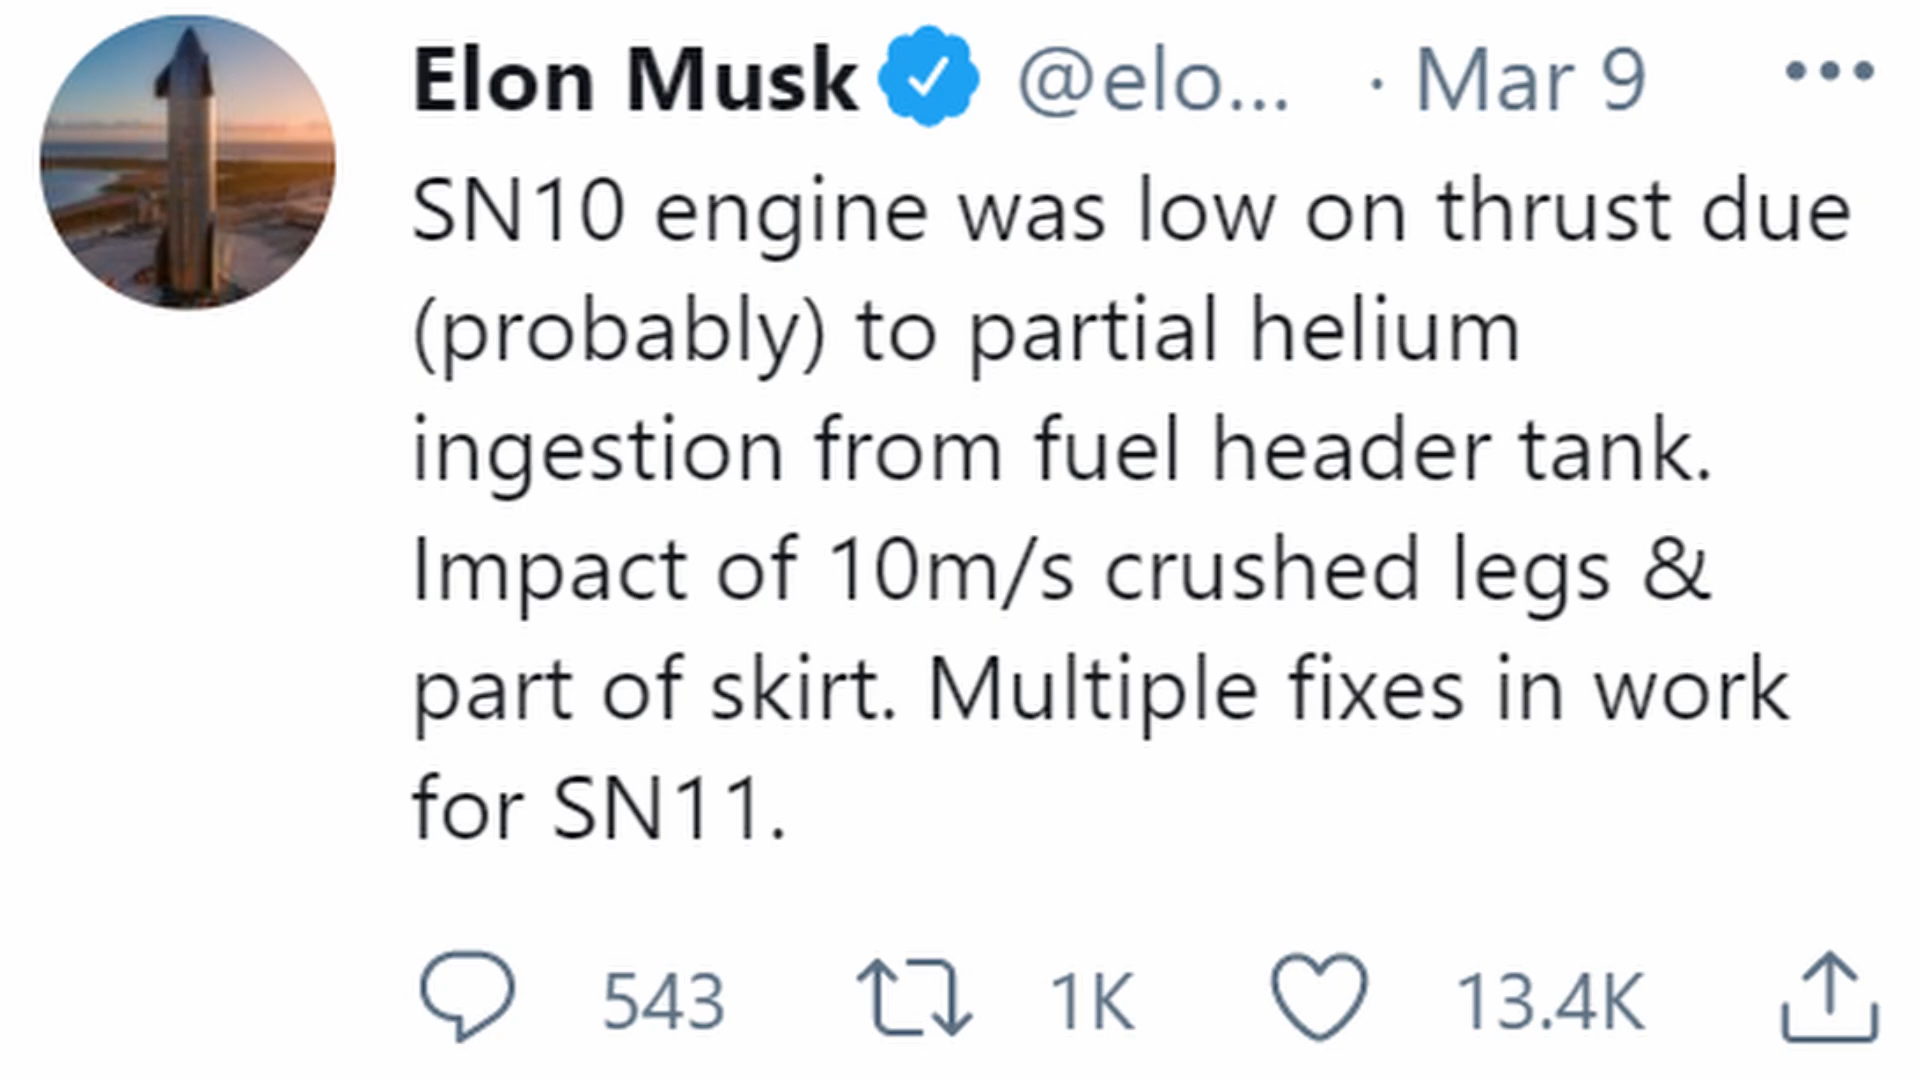 Elon Musk @elo... · Mar 9
SN10 engine was low on thrust due
(probably) to partial helium
ingestion from fuel header tank.
Impact of 10m/s crushed legs &
part of skirt. Multiple fixes in work
for SN11.
543 1K 13.4K